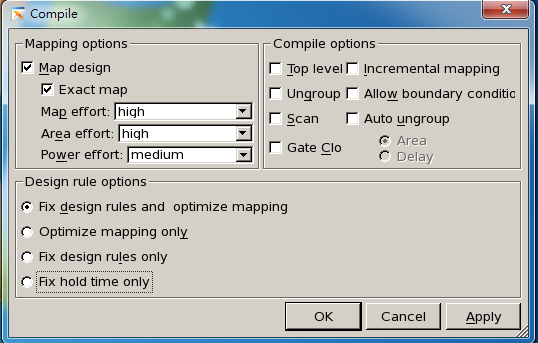 Compile
Mapping options
Map design
Exact map
Map effort: high
Area effort: high
Power effort: medium
Compile options
Top level Incremental mapping
Ungroup Allow boundary conditio
Scan Auto ungroup
Gate Clo Area
Delay
Design rule options
Fix design rules and optimize mapping
Optimize mapping only
Fix design rules only
Fix hold time only
OK Cancel Apply